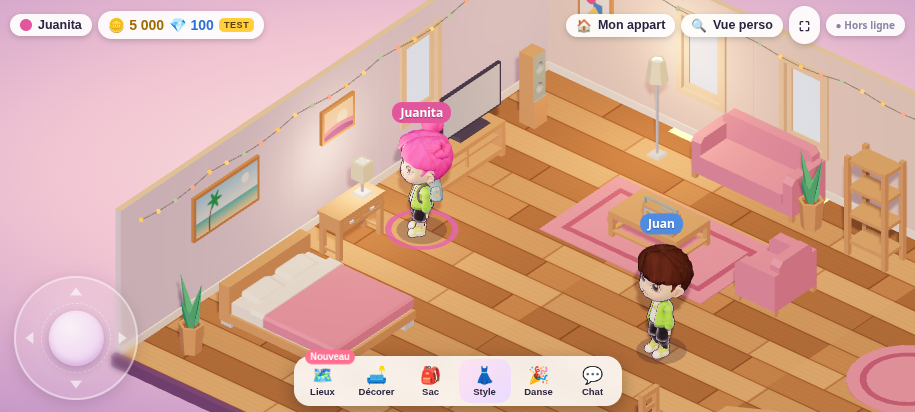 Juanita
5 000
100
TEST
Mon appart
Vue perso
Hors ligne
Juanita
Juan
Nouveau
Lieux
Décorer
Sac
Style
Danse
Chat